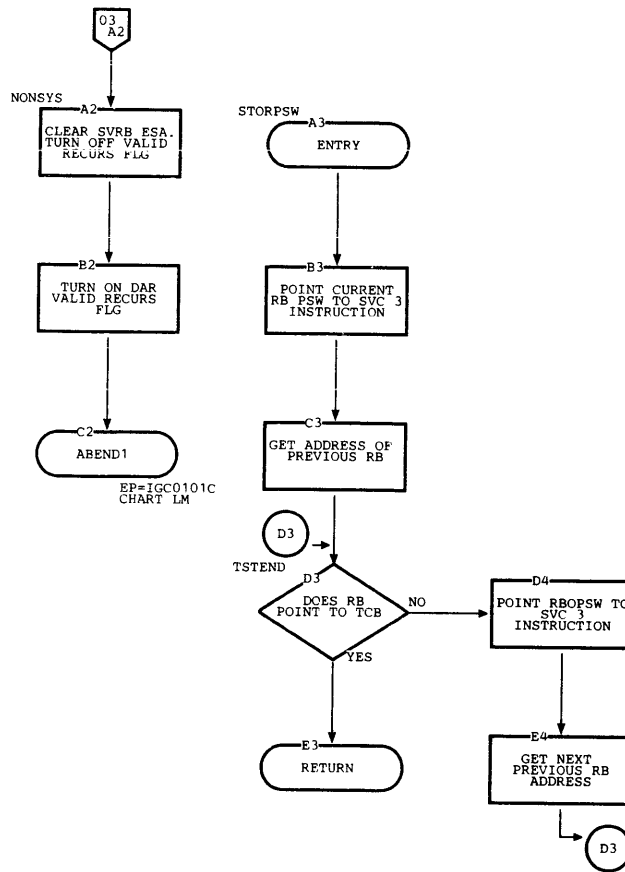 03
A2
NONSYS
A2
CLEAR SVRB ESA.
TURN OFF VALID
RECURS FLG
B2
TURN ON DAR
VALID RECURS
FLG
C2
ABEND1
EP=IGC0101C
CHART LM
STORPSW
A3
ENTRY
B3
POINT CURRENT
RB PSW TO SVC 3
INSTRUCTION
C3
GET ADDRESS OF
PREVIOUS RB
D3
TSTEND
D3
DOES RB
POINT TO TCB
NO
YES
E3
RETURN
D4
POINT RBOPSW TO
SVC 3
INSTRUCTION
E4
GET NEXT
PREVIOUS RB
ADDRESS
D3